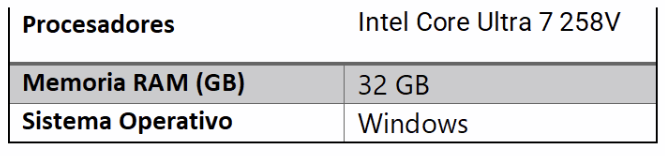 Procesadores Intel Core Ultra 7 258V
Memoria RAM (GB) 32 GB
Sistema Operativo Windows